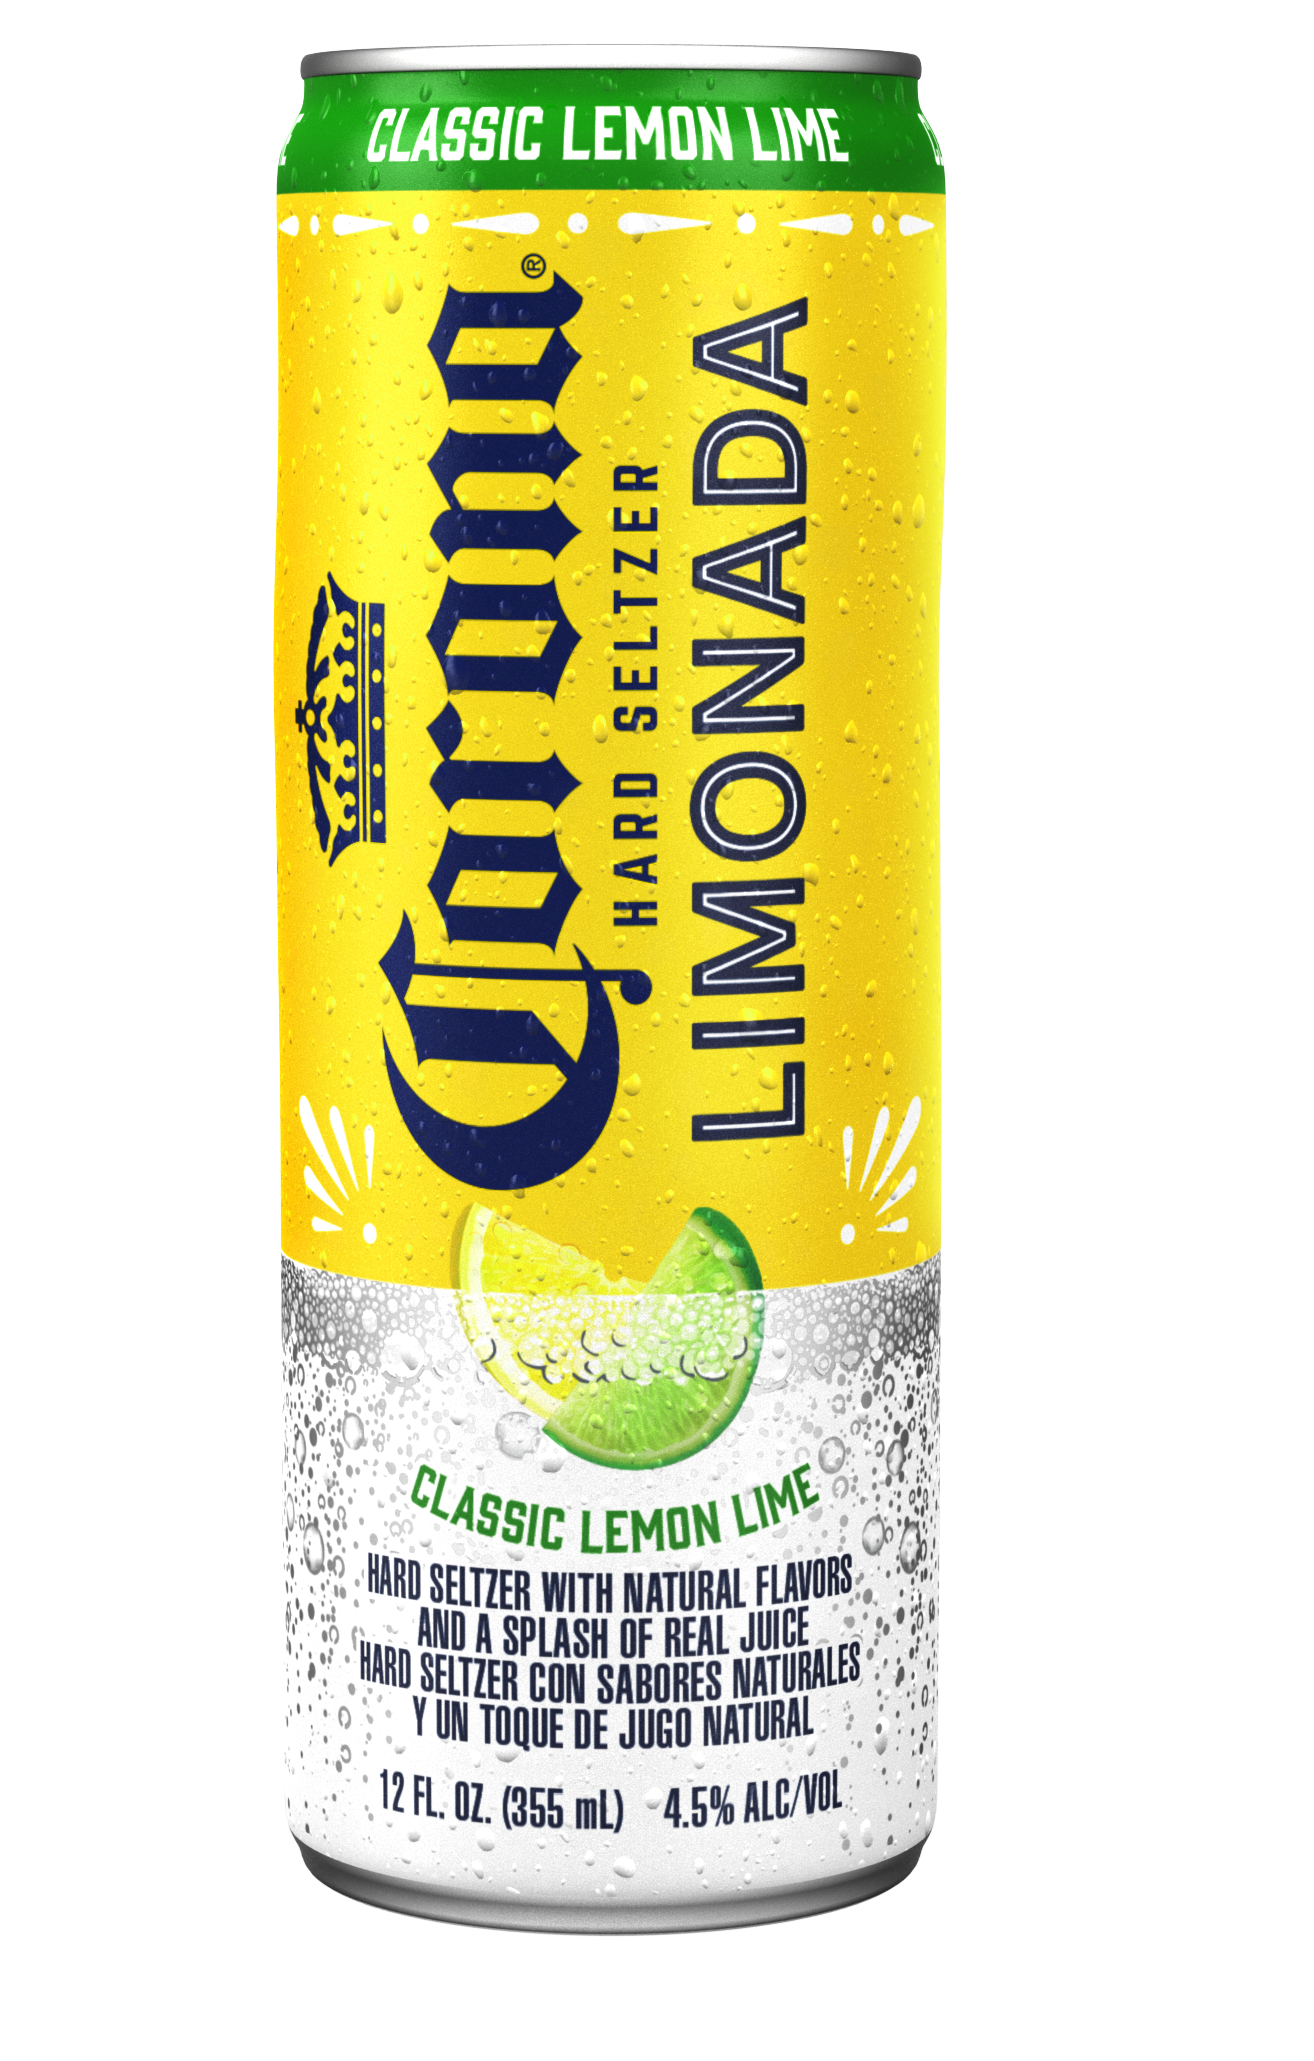 CLASSIC LEMON LIME
Corona®
HARD SELTZER
LIMONADA
CLASSIC LEMON LIME
HARD SELTZER WITH NATURAL FLAVORS
AND A SPLASH OF REAL JUICE
HARD SELTZER CON SABORES NATURALES
Y UN TOQUE DE JUGO NATURAL
12 FL. OZ. (355 mL) 4.5% ALC/VOL